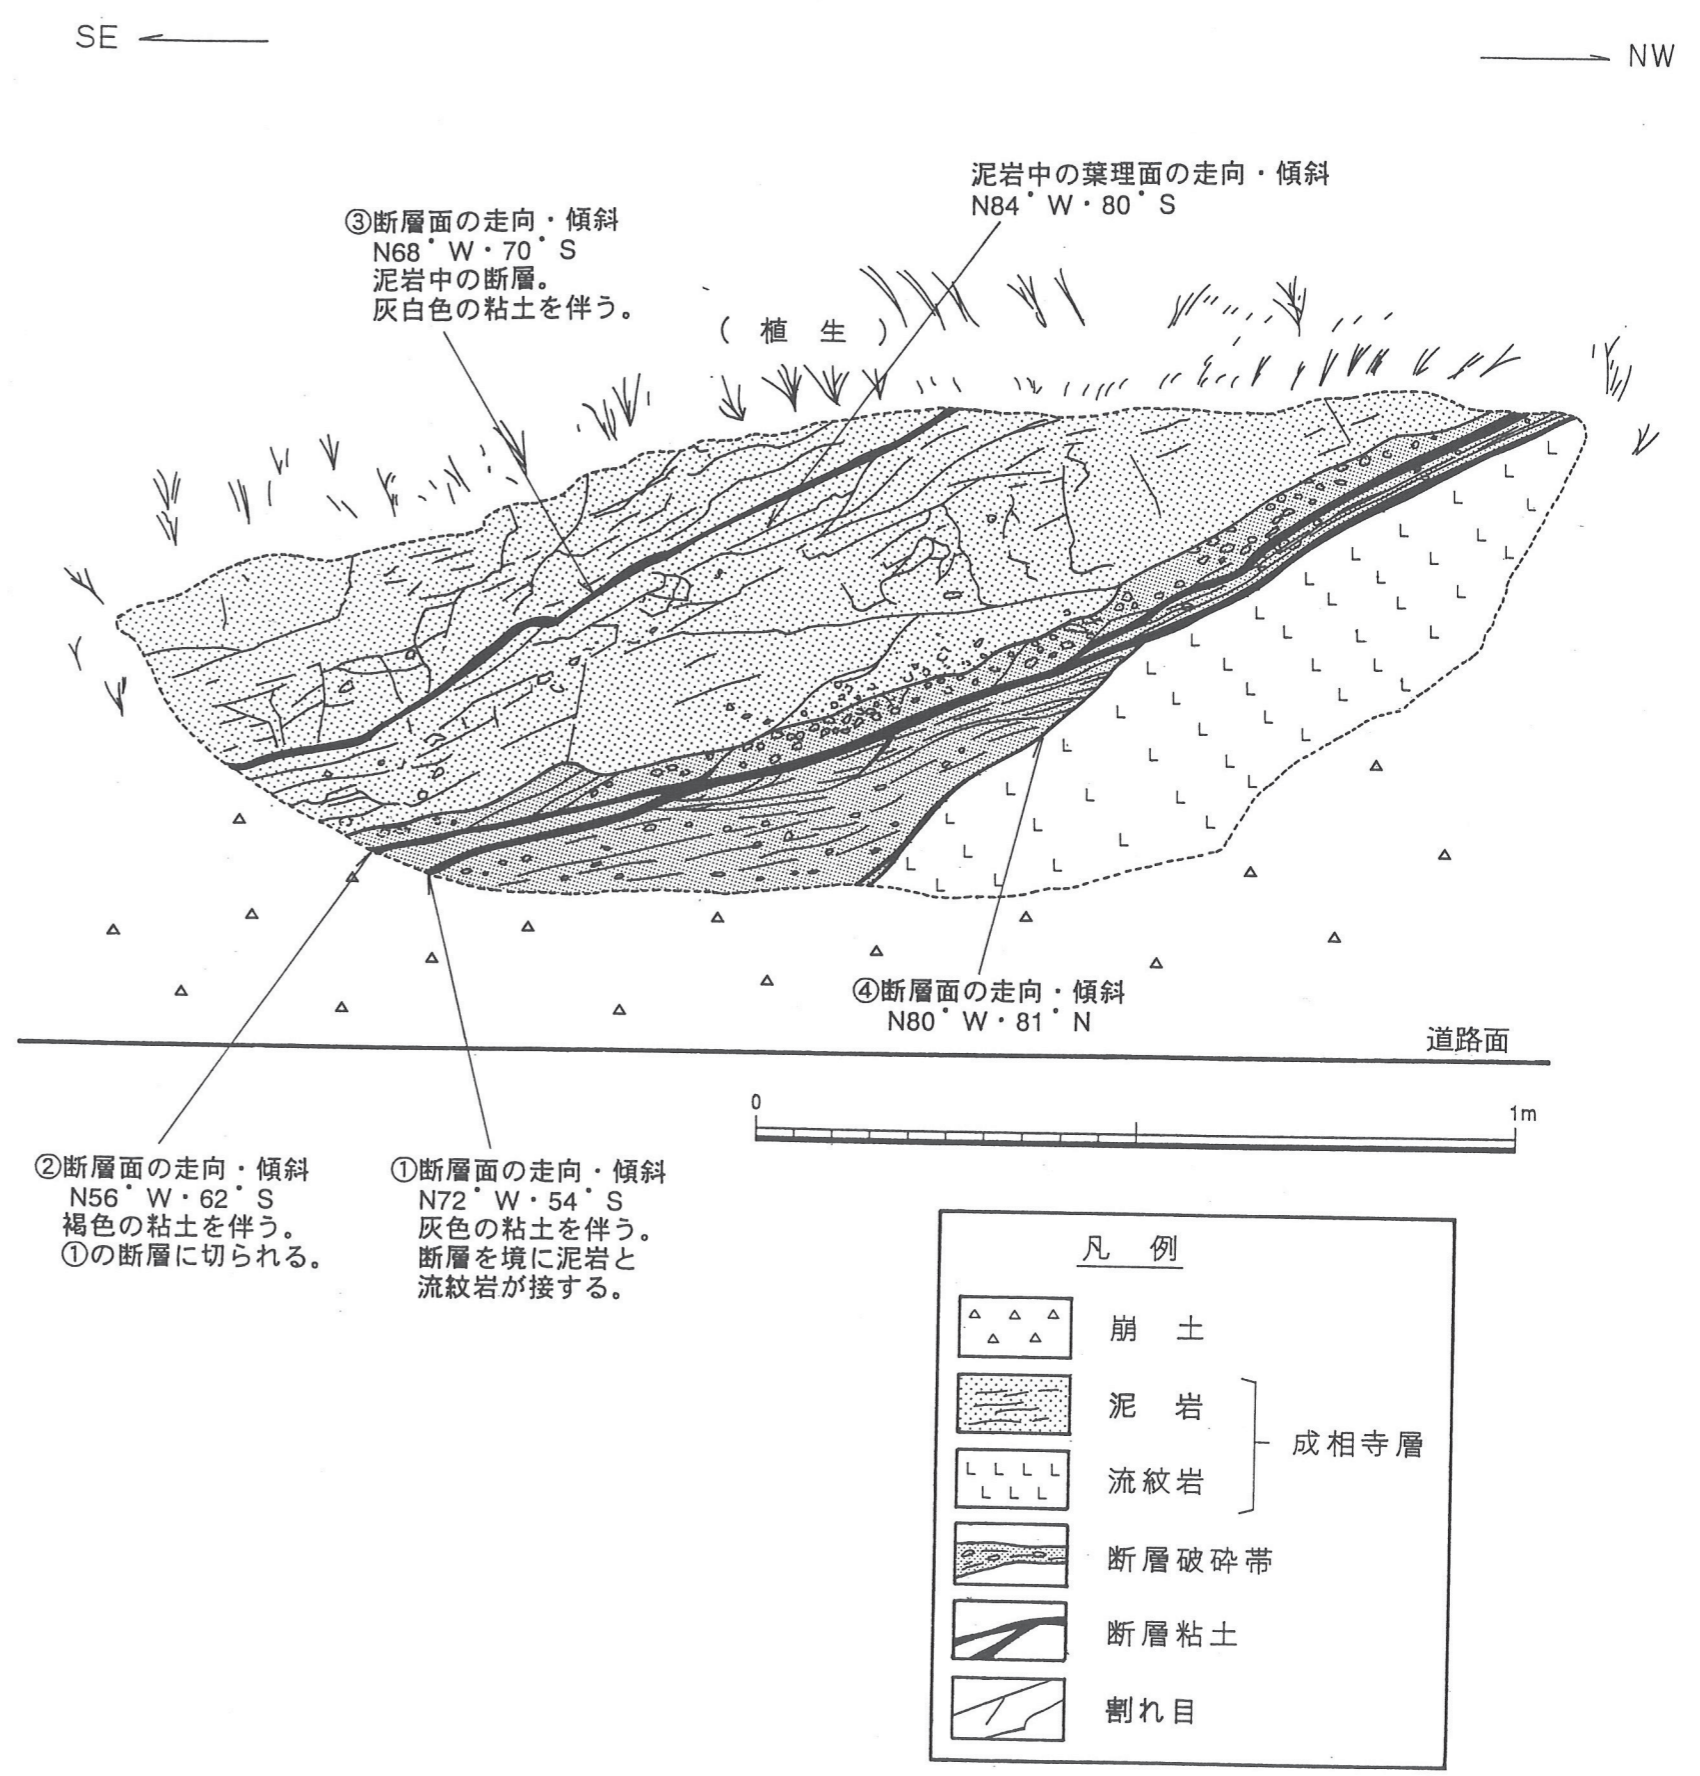 SE
NW
泥岩中の葉理面の走向・傾斜
N84°W・80°S
③断層面の走向・傾斜
N68°W・70°S
泥岩中の断層。
灰白色の粘土を伴う。
(植生)
④断層面の走向・傾斜
N80°W・81°N
道路面
0
1m
②断層面の走向・傾斜
N56°W・62°S
褐色の粘土を伴う。
①の断層に切られる。
①断層面の走向・傾斜
N72°W・54°S
灰色の粘土を伴う。
断層を境に泥岩と
流紋岩が接する。
凡例
崩土
泥岩
流紋岩
成相寺層
断層破砕帯
断層粘土
割れ目